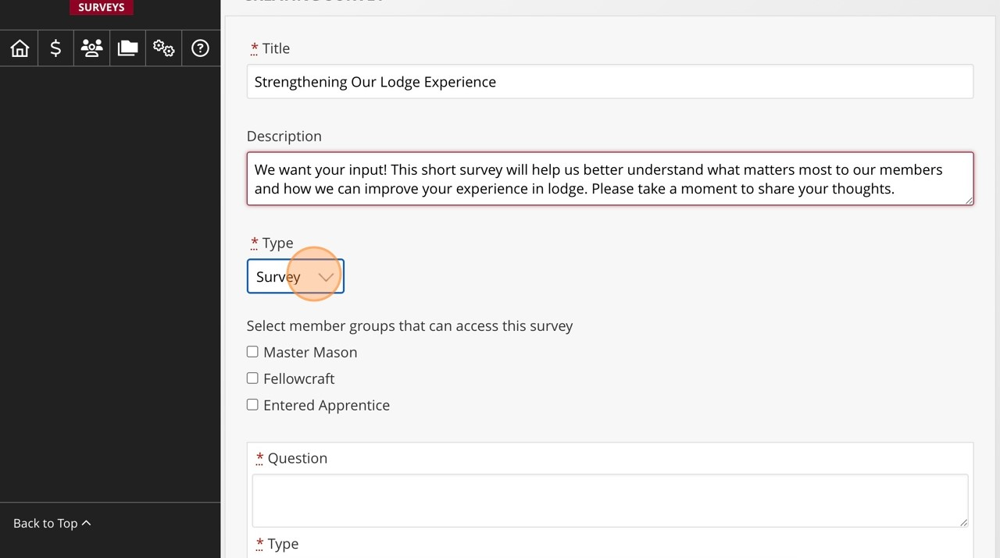 SURVEYS
* Title
Strengthening Our Lodge Experience
Description
We want your input! This short survey will help us better understand what matters most to our members
and how we can improve your experience in lodge. Please take a moment to share your thoughts.
* Type
Survey
Select member groups that can access this survey
Master Mason
Fellowcraft
Entered Apprentice
* Question
* Type
Back to Top